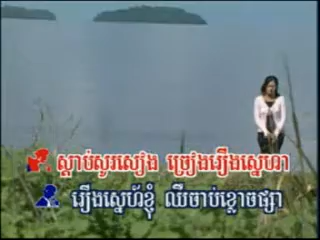 ស្ដាប់សូរសៀង ច្រៀងរឿងស្នេហា
រឿងស្នេហ៍ខ្ញុំ ឈឺចាប់ខ្លោចផ្សា